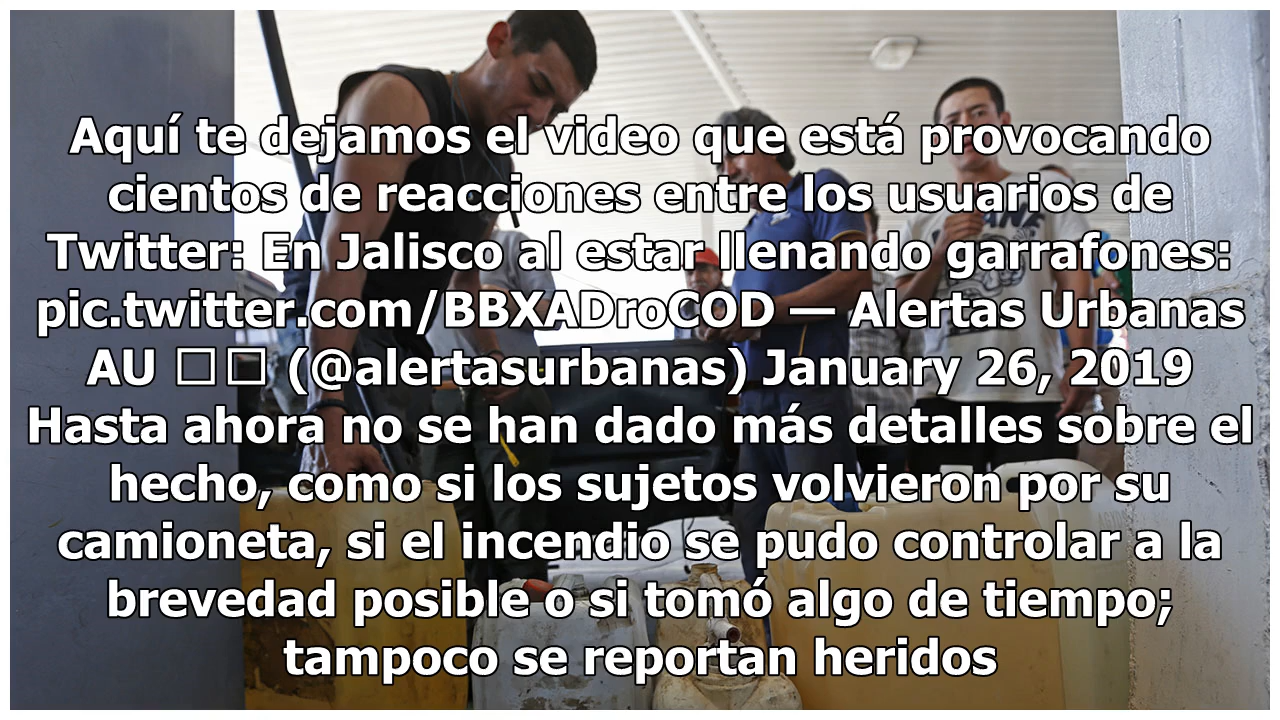 Aquí te dejamos el video que está provocando
cientos de reacciones entre los usuarios de
Twitter: En Jalisco al estar llenando garrafones:
pic.twitter.com/BBXADroCOD — Alertas Urbanas
AU □□ (@alertasurbanas) January 26, 2019
Hasta ahora no se han dado más detalles sobre el
hecho, como si los sujetos volvieron por su
camioneta, si el incendio se pudo controlar a la
brevedad posible o si tomó algo de tiempo;
tampoco se reportan heridos